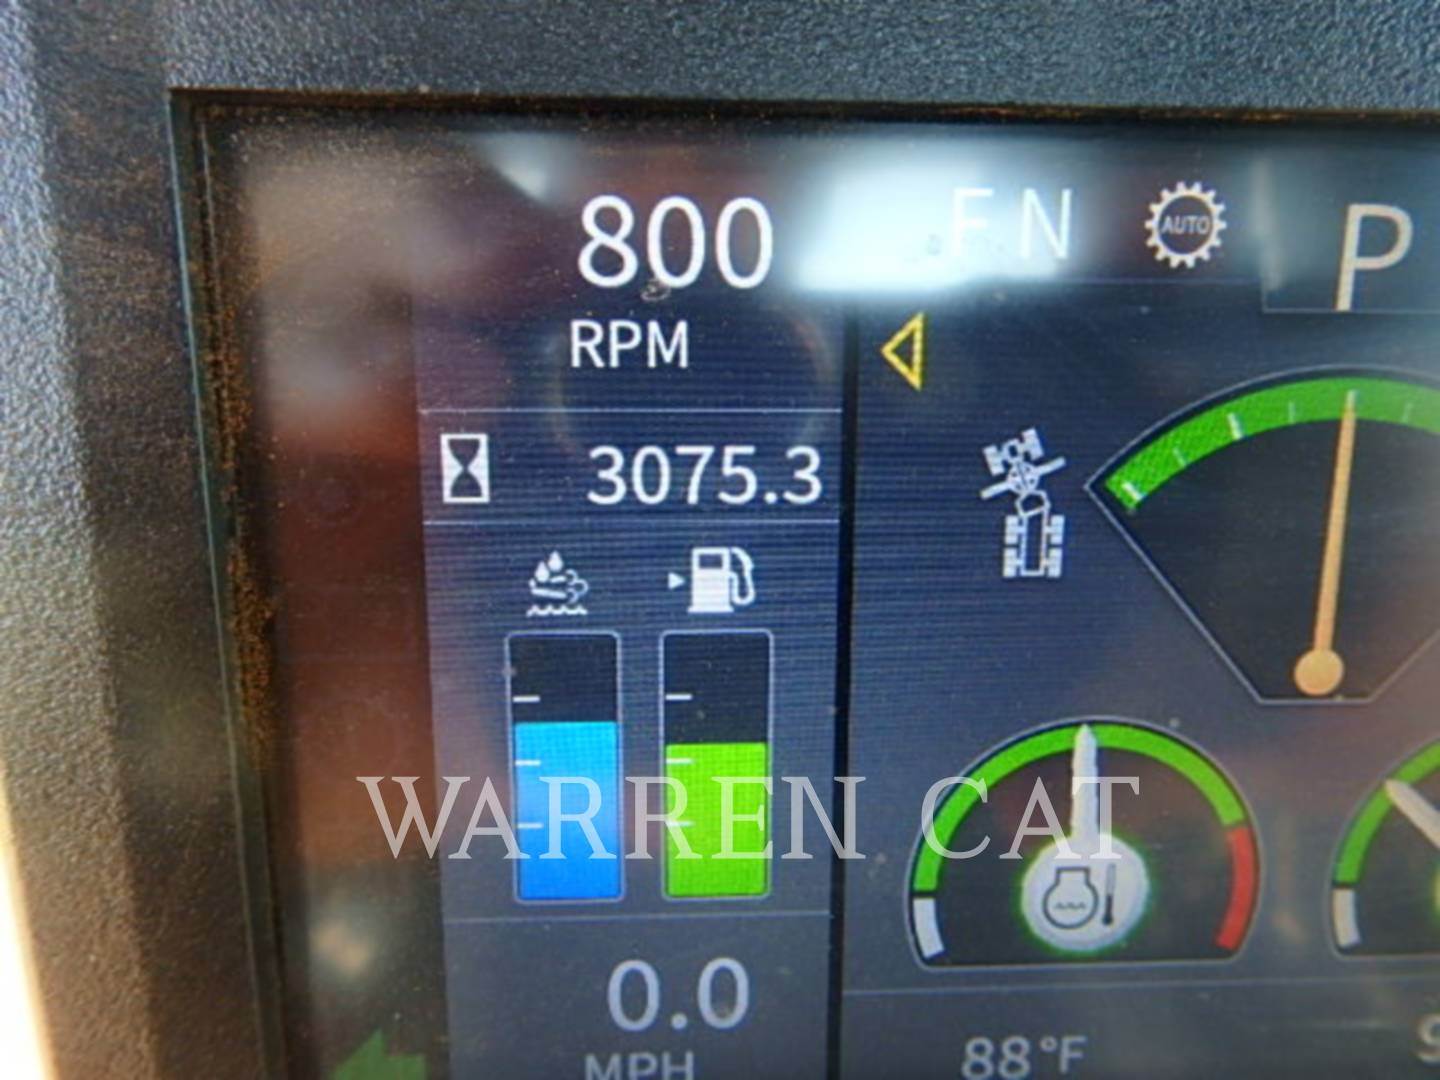 800 F N AUTO P
RPM
3075.3
WARREN CAT
0.0
MPH
88°F